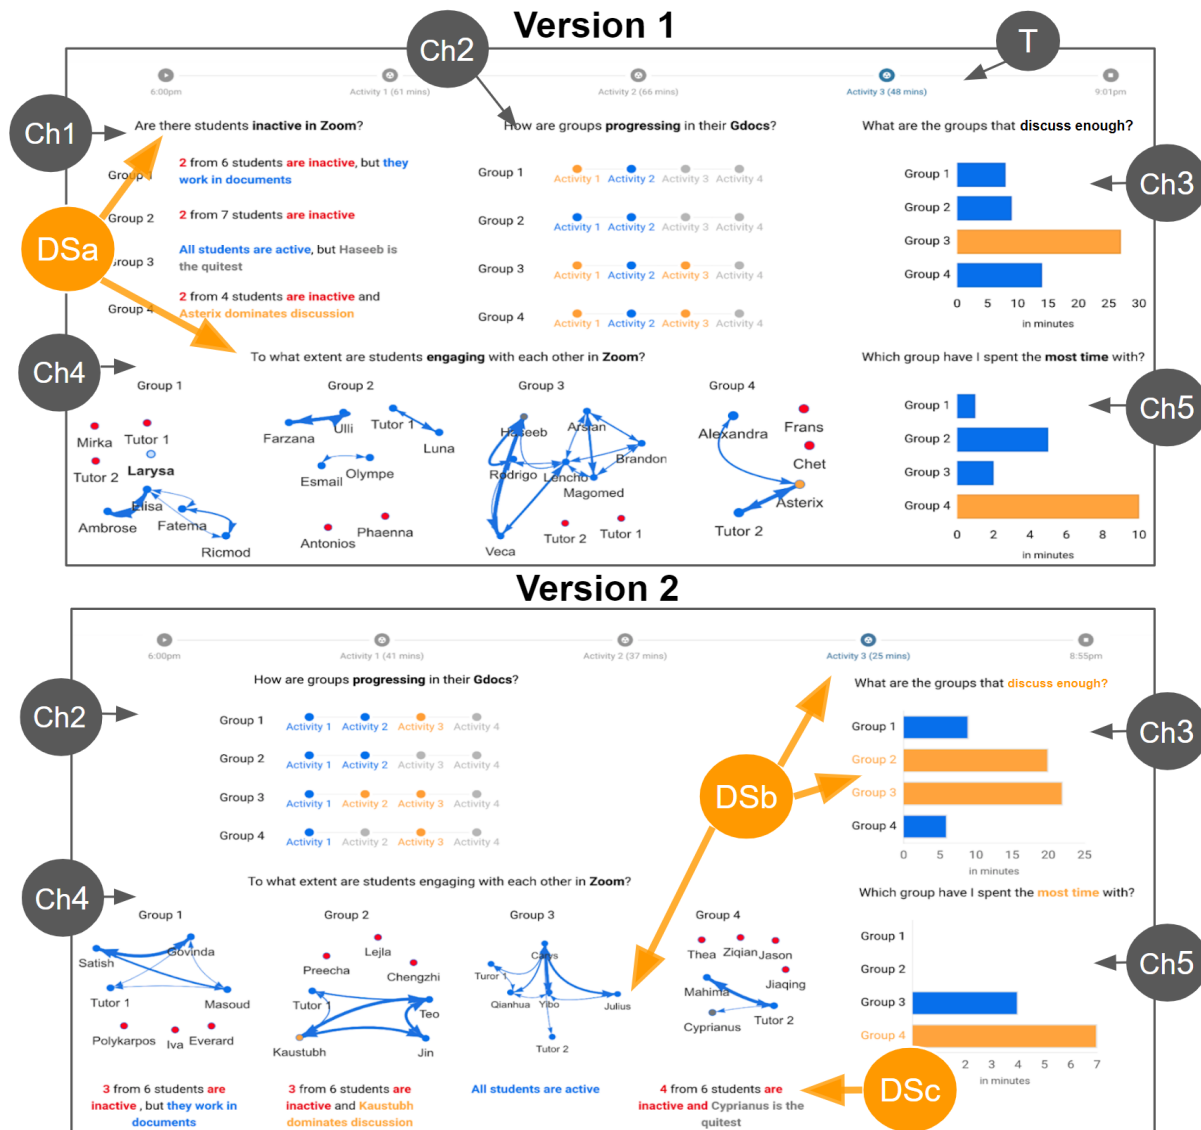 Version 1
Ch2
T
6:00pm
Activity 1 (61 mins)
Activity 2 (66 mins)
Activity 3 (48 mins)
9:01pm
Ch1
Are there students inactive in Zoom?
How are groups progressing in their Gdocs?
What are the groups that discuss enough?
Group 1
2 from 6 students are inactive, but they
work in documents
Group 2
2 from 7 students are inactive
Group 3
All students are active, but Haseeb is
the quitest
Group 4
2 from 4 students are inactive and
Asterix dominates discussion
DSa
Group 1
Activity 1 Activity 2 Activity 3 Activity 4
Group 2
Activity 1 Activity 2 Activity 3 Activity 4
Group 3
Activity 1 Activity 2 Activity 3 Activity 4
Group 4
Activity 1 Activity 2 Activity 3 Activity 4
Ch3
Group 1
Group 2
Group 3
Group 4
0 5 10 15 20 25 30
in minutes
Ch4
To what extent are students engaging with each other in Zoom?
Group 1
Mirka
Tutor 1
Tutor 2
Larysa
Elisa
Ambrose
Fatema
Ricmod
Group 2
Farzana
Ulli
Tutor 1
Luna
Esmail
Olympe
Antonios
Phaenna
Group 3
Haseeb
Arslan
Brandon
Rodrigo
Lencho
Magomed
Veca
Tutor 2
Tutor 1
Group 4
Alexandra
Frans
Chet
Asterix
Tutor 2
Which group have I spent the most time with?
Ch5
Group 1
Group 2
Group 3
Group 4
0 2 4 6 8 10
in minutes
Version 2
6:00pm
Activity 1 (41 mins)
Activity 2 (37 mins)
Activity 3 (25 mins)
8:55pm
Ch2
How are groups progressing in their Gdocs?
Group 1
Activity 1 Activity 2 Activity 3 Activity 4
Group 2
Activity 1 Activity 2 Activity 3 Activity 4
Group 3
Activity 1 Activity 2 Activity 3 Activity 4
Group 4
Activity 1 Activity 2 Activity 3 Activity 4
DSb
What are the groups that discuss enough?
Ch3
Group 1
Group 2
Group 3
Group 4
0 5 10 15 20 25
in minutes
Ch4
To what extent are students engaging with each other in Zoom?
Group 1
Satish
Govinda
Tutor 1
Masoud
Polykarpos
Iva
Everard
3 from 6 students are
inactive , but they work in
documents
Group 2
Lejla
Preecha
Chengzhi
Tutor 1
Teo
Kaustubh
Jin
3 from 6 students are
inactive and Kaustubh
dominates discussion
Group 3
Carys
Turor 1
Qianhua
Yibo
Julius
Tutor 2
All students are active
Group 4
Thea
Ziqian
Jason
Jiaqing
Mahima
Cyprianus
Tutor 2
4 from 6 students are
inactive and Cyprianus is the
quitest
Which group have I spent the most time with?
Ch5
Group 1
Group 2
Group 3
Group 4
2 3 4 5 6 7
in minutes
DSc